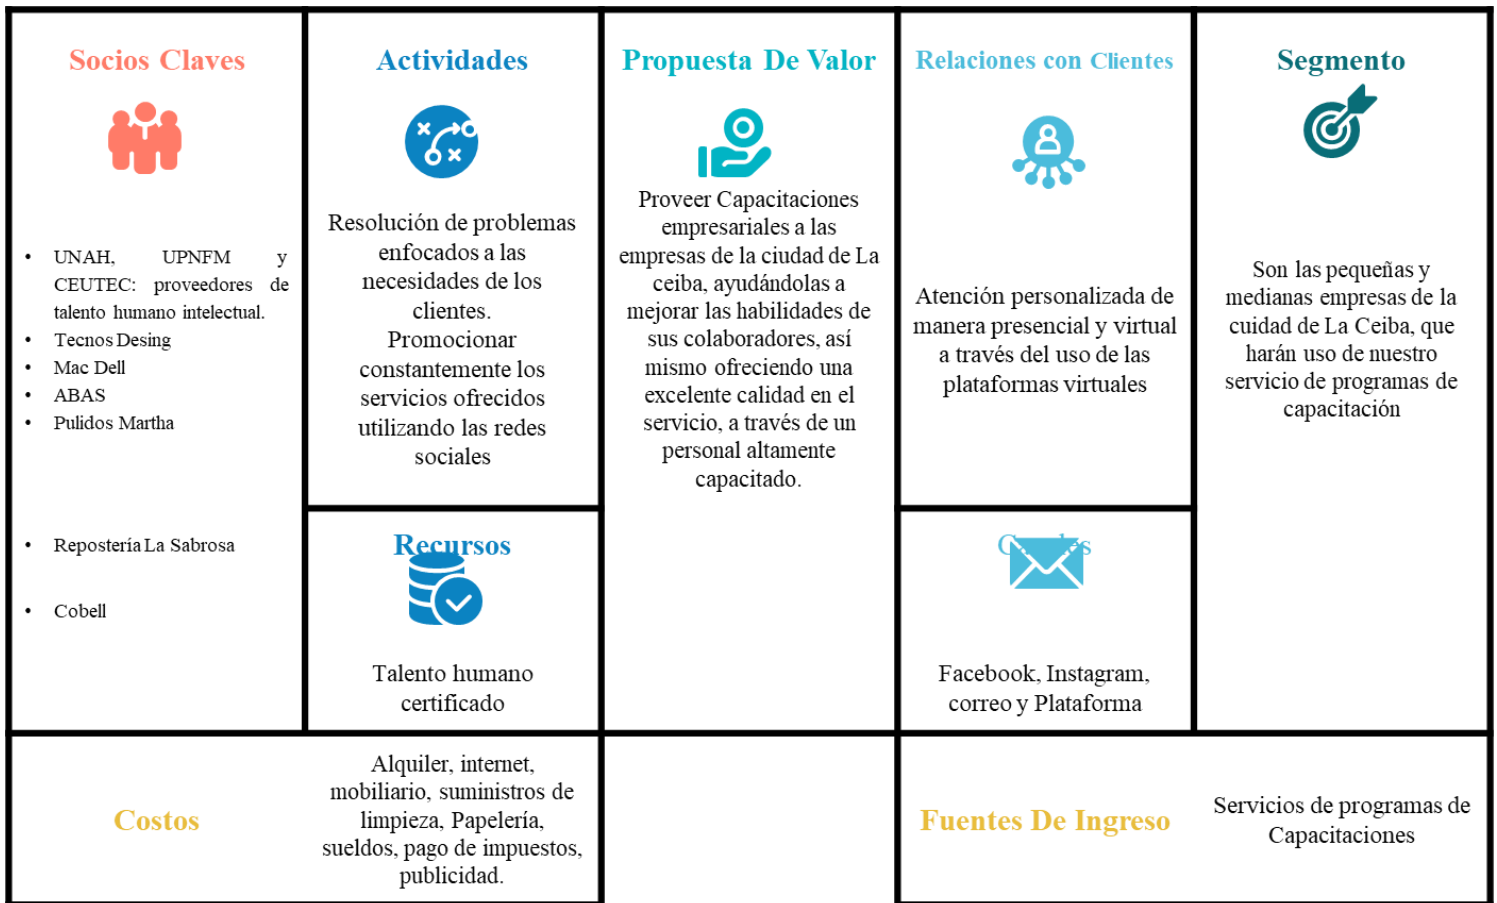 Socios Claves
• UNAH, UPNFM y
CEUTEC: proveedores de
talento humano intelectual.
• Tecnos Desing
• Mac Dell
• ABAS
• Pulidos Martha
• Repostería La Sabrosa
• Cobell
Actividades
Resolución de problemas
enfocados a las
necesidades de los
clientes.
Promocionar
constantemente los
servicios ofrecidos
utilizando las redes
sociales
Recursos
Talento humano
certificado
Propuesta De Valor
Proveer Capacitaciones
empresariales a las
empresas de la ciudad de La
ceiba, ayudándolas a
mejorar las habilidades de
sus colaboradores, así
mismo ofreciendo una
excelente calidad en el
servicio, a través de un
personal altamente
capacitado.
Relaciones con Clientes
Atención personalizada de
manera presencial y virtual
a través del uso de las
plataformas virtuales
Facebook, Instagram,
correo y Plataforma
Segmento
Son las pequeñas y
medianas empresas de la
cuidad de La Ceiba, que
harán uso de nuestro
servicio de programas de
capacitación
Costos
Alquiler, internet,
mobiliario, suministros de
limpieza, Papelería,
sueldos, pago de impuestos,
publicidad.
Fuentes De Ingreso
Servicios de programas de
Capacitaciones